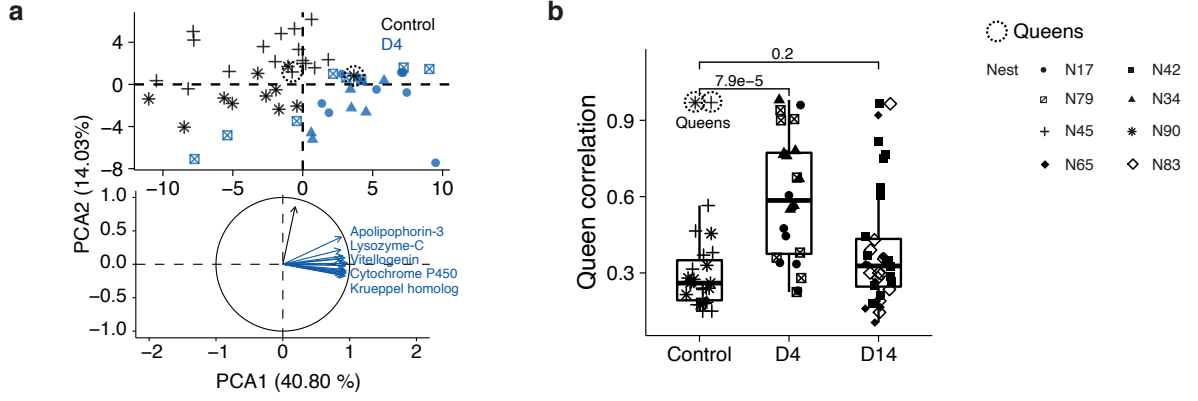 a
Control
D4
4
0
−4
−8
−10
−5
0
5
10
PCA2 (14.03%)
1.0
0.5
0.0
−0.5
−1.0
Apolipophorin-3
Lysozyme-C
Vitellogenin
Cytochrome P450
Krueppel homolog
−2
−1
0
1
2
PCA1 (40.80 %)
b
0.2
7.9e−5
Queens
Queen correlation
0.9
0.6
0.3
Control
D4
D14
Queens
Nest
N17
N42
N79
N34
N45
N90
N65
N83